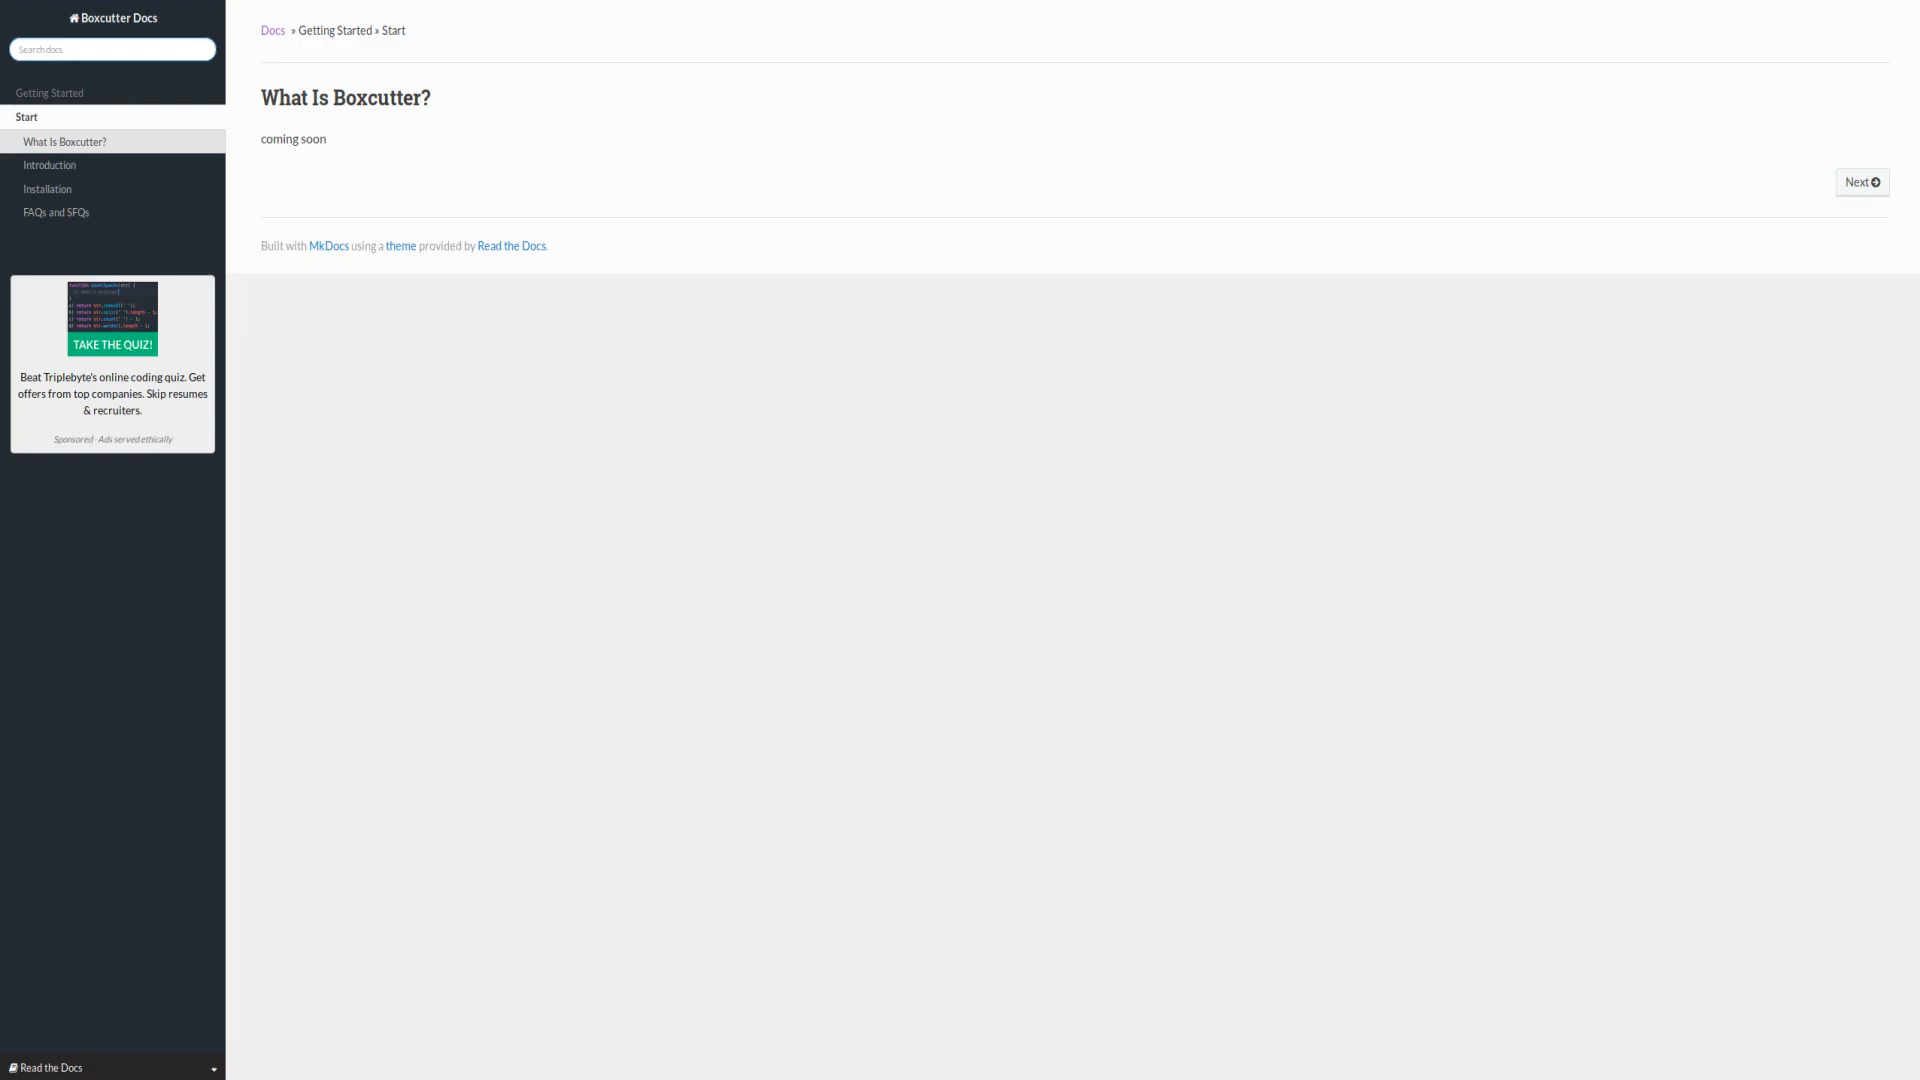 Boxcutter Docs
Search docs
Getting Started
Start
What Is Boxcutter?
Introduction
Installation
FAQs and SFQs
TAKE THE QUIZ!
Beat Triplebyte's online coding quiz. Get
offers from top companies. Skip resumes
& recruiters.
Sponsored · Ads served ethically
Read the Docs
Docs » Getting Started » Start
What Is Boxcutter?
coming soon
Next
Built with MkDocs using a theme provided by Read the Docs.